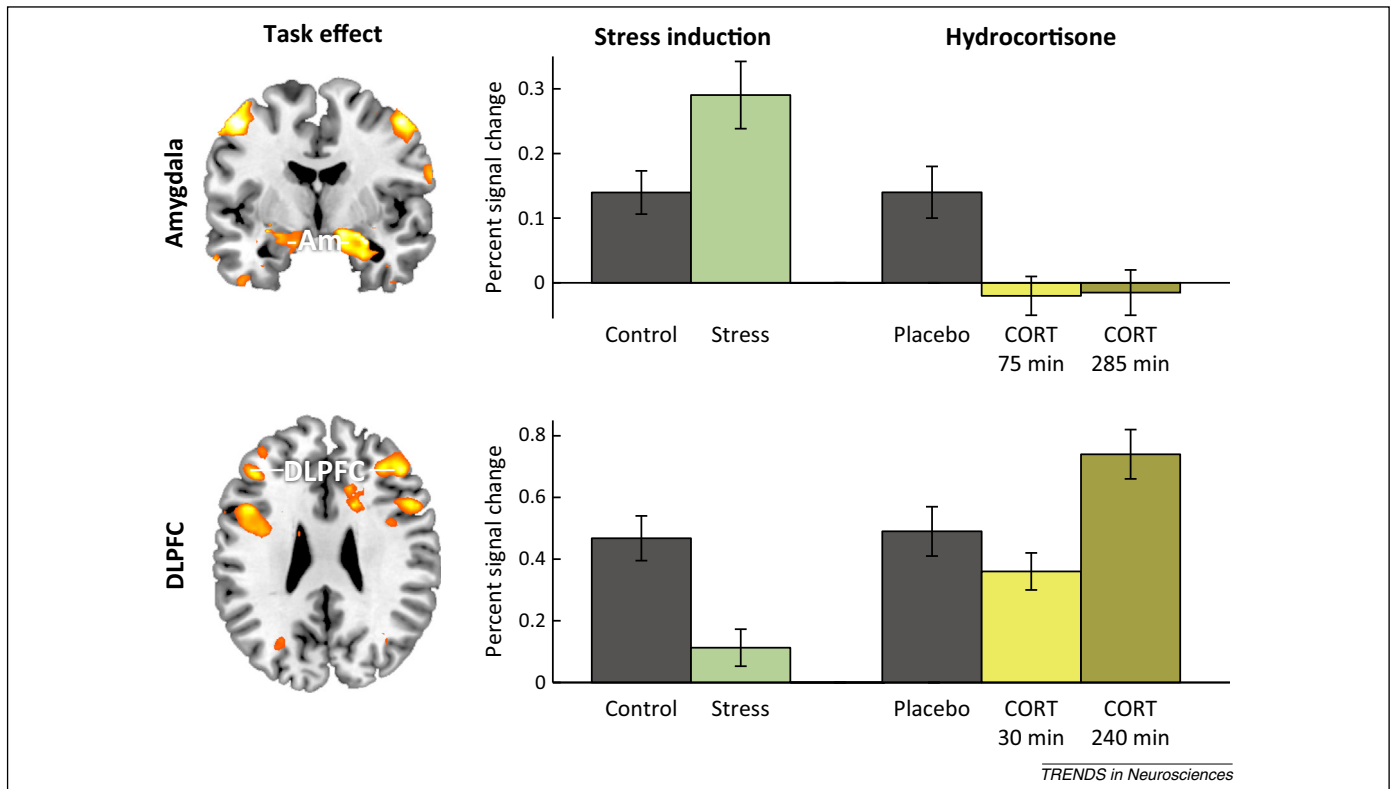 Task effect
Stress induction
Hydrocortisone
Amygdala
Am
Percent signal change
0.3
0.2
0.1
0
Control
Stress
Placebo
CORT
75 min
CORT
285 min
DLPFC
DLPFC
Percent signal change
0.8
0.6
0.4
0.2
0
Control
Stress
Placebo
CORT
30 min
CORT
240 min
TRENDS in Neurosciences